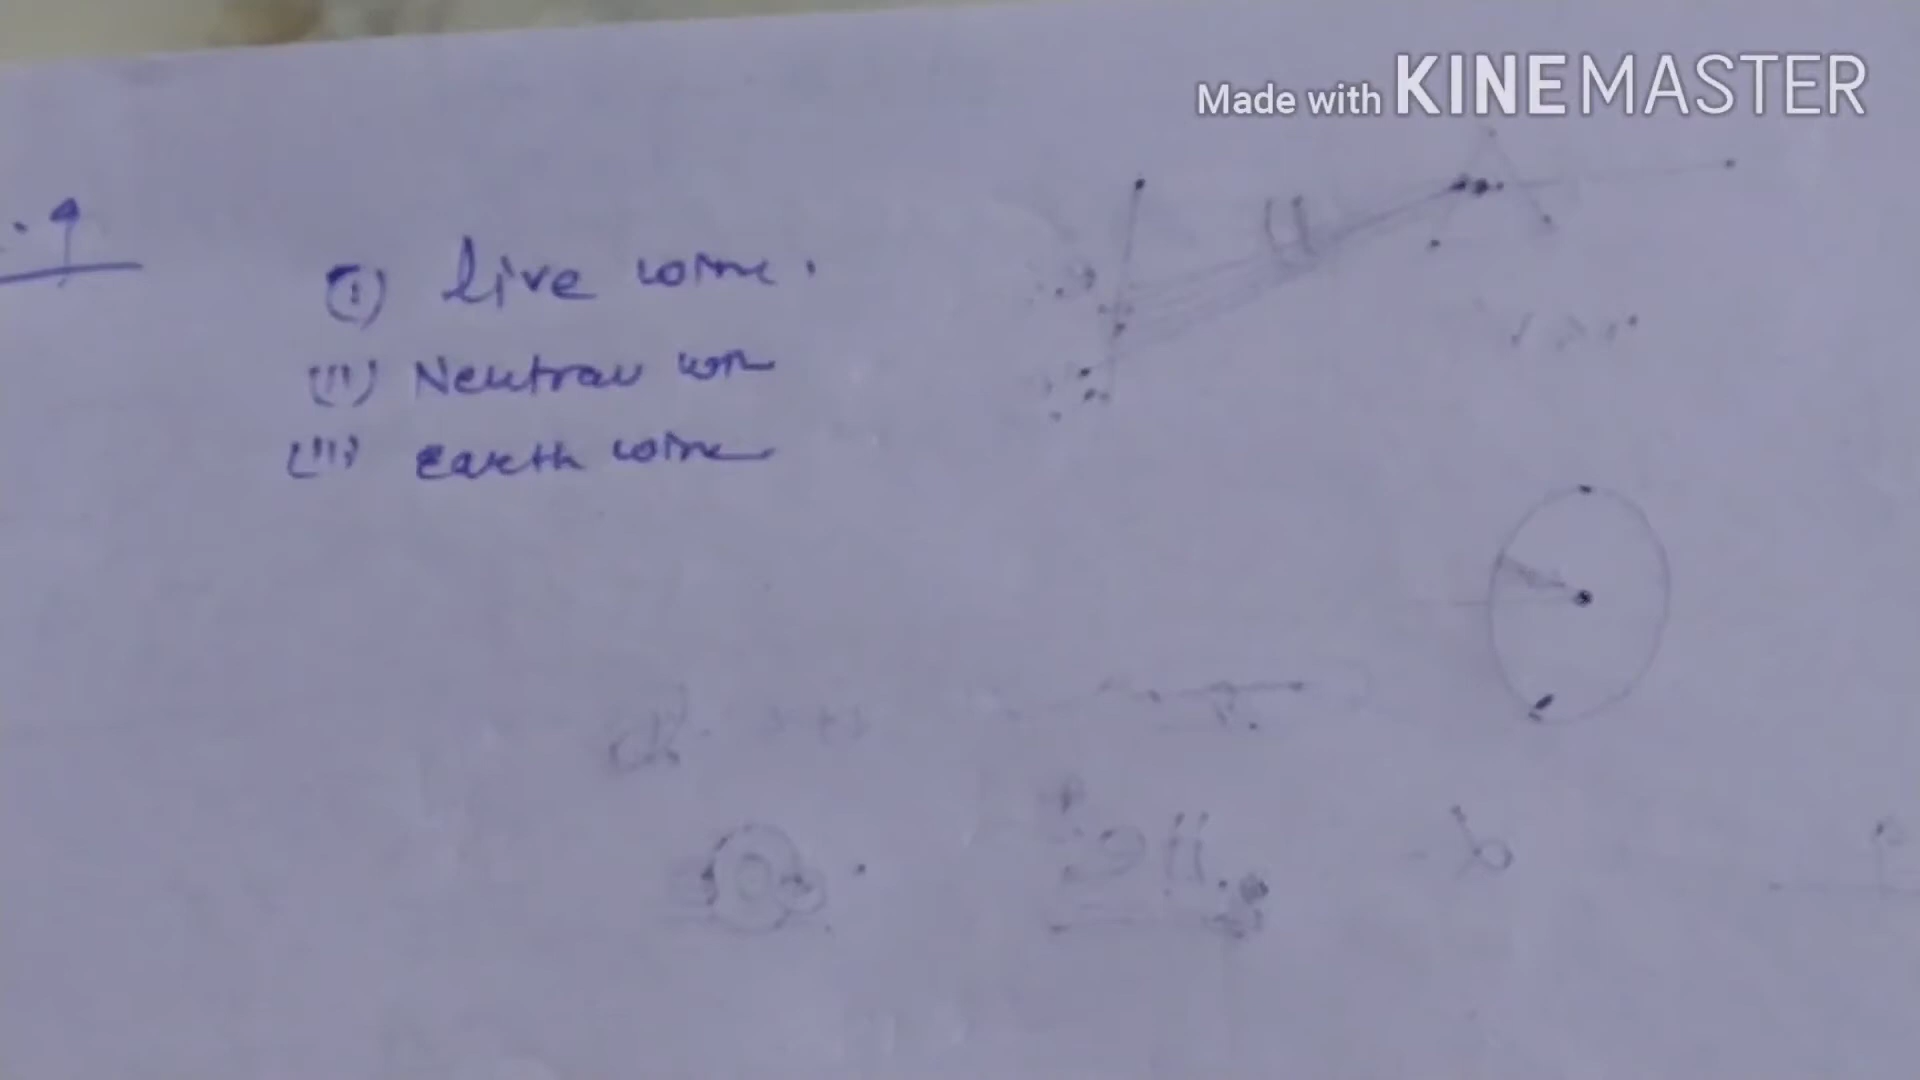 Made with KINEMASTER
.9
(i) live wire.
(ii) Neutral wire
(iii) Earth wire